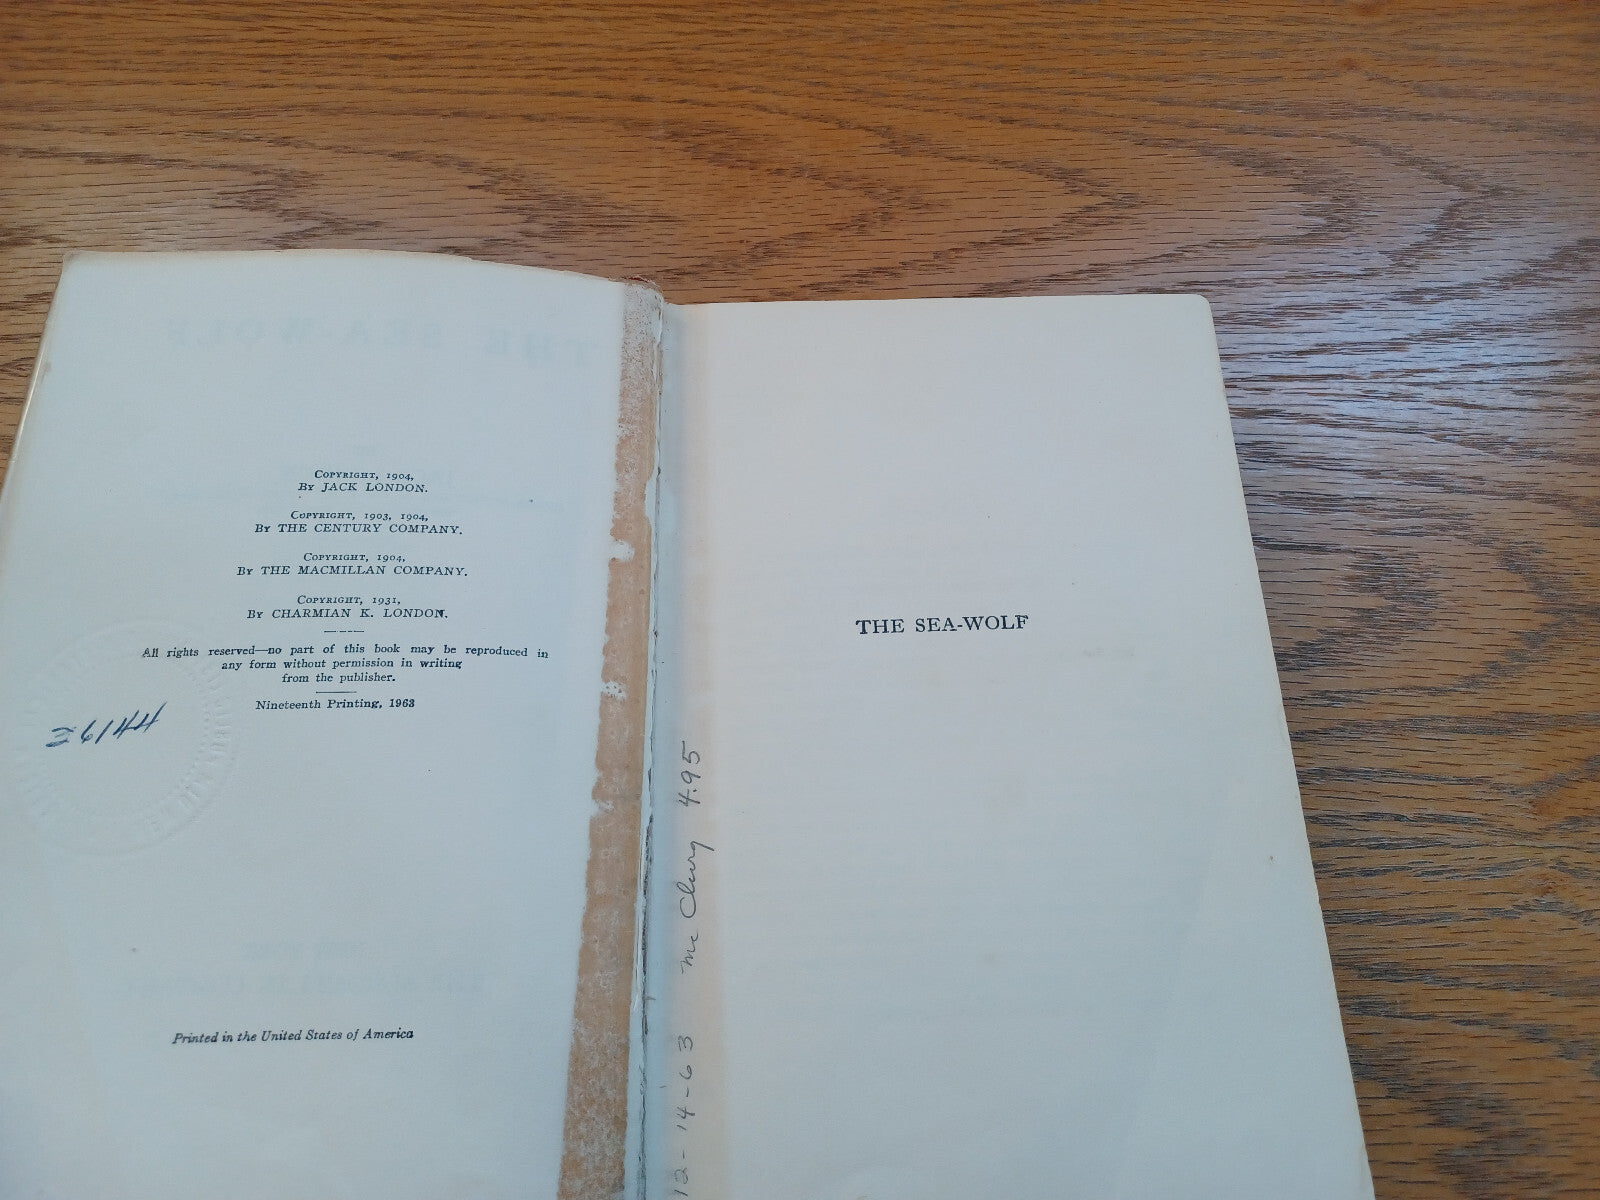 Copyright, 1904,
By JACK LONDON.
Copyright, 1903, 1904,
By THE CENTURY COMPANY.
Copyright, 1904,
By THE MACMILLAN COMPANY.
Copyright, 1931,
By CHARMIAN K. LONDON.
All rights reserved—no part of this book may be reproduced in
any form without permission in writing
from the publisher.
Nineteenth Printing, 1963
Printed in the United States of America
THE SEA-WOLF
12-14-63 Mc Clurg 4.95